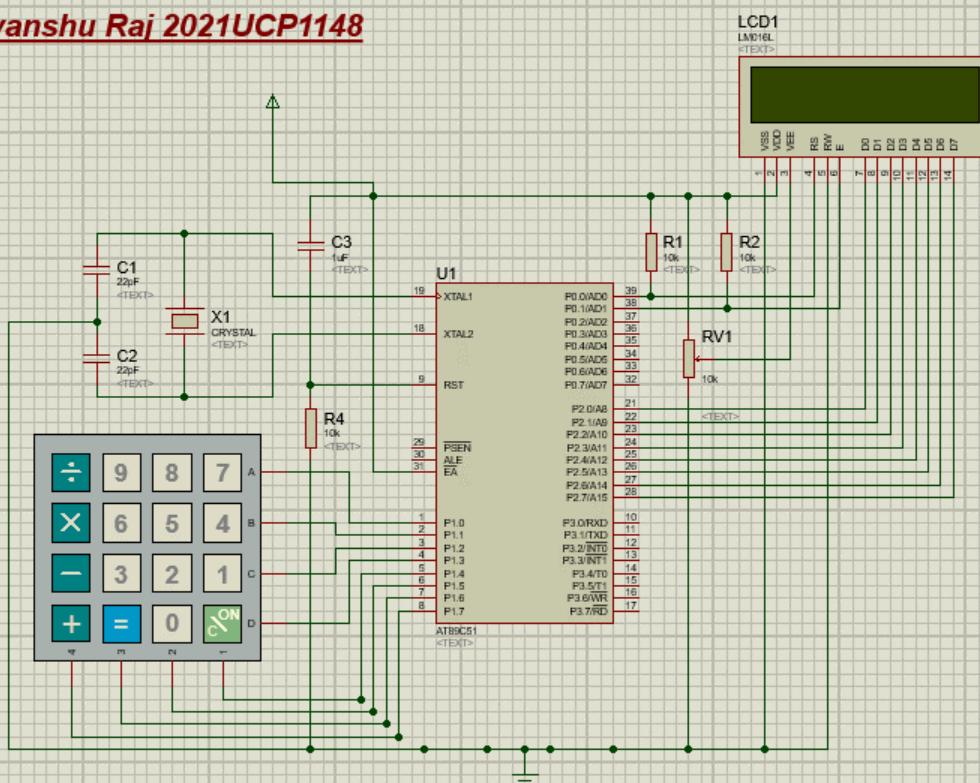 vanshu Raj 2021UCP1148
LCD1
LM016L
<TEXT>
VSS VDD VEE RS RW E D0 D1 D2 D3 D4 D5 D6 D7
1 2 3 4 5 6 7 8 9 10 11 12 13 14
C3
1uF
<TEXT>
R1
10k
<TEXT>
R2
10k
<TEXT>
C1
22pF
<TEXT>
X1
CRYSTAL
<TEXT>
C2
22pF
<TEXT>
R4
10k
<TEXT>
RV1
10k
<TEXT>
U1
19 XTAL1
18 XTAL2
9 RST
29 PSEN
30 ALE
31 EA
1 P1.0
2 P1.1
3 P1.2
4 P1.3
5 P1.4
6 P1.5
7 P1.6
8 P1.7
P0.0/AD0 39
P0.1/AD1 38
P0.2/AD2 37
P0.3/AD3 36
P0.4/AD4 35
P0.5/AD5 34
P0.6/AD6 33
P0.7/AD7 32
P2.0/A8 21
P2.1/A9 22
P2.2/A10 23
P2.3/A11 24
P2.4/A12 25
P2.5/A13 26
P2.6/A14 27
P2.7/A15 28
P3.0/RXD 10
P3.1/TXD 11
P3.2/INT0 12
P3.3/INT1 13
P3.4/T0 14
P3.5/T1 15
P3.6/WR 16
P3.7/RD 17
AT89C51
<TEXT>
÷ 9 8 7 A
× 6 5 4 B
− 3 2 1 C
+ = 0 ON C D
4 3 2 1